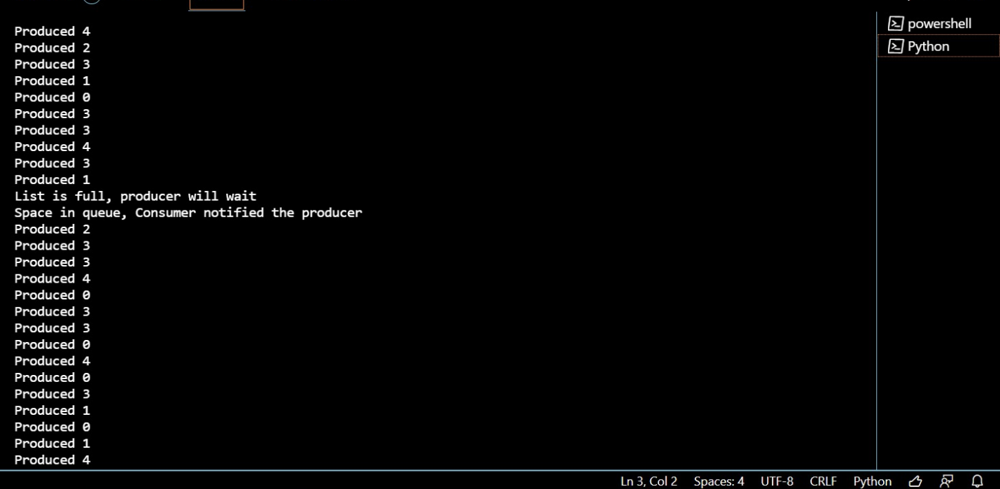 Produced 4
Produced 2
Produced 3
Produced 1
Produced 0
Produced 3
Produced 3
Produced 4
Produced 3
Produced 1
List is full, producer will wait
Space in queue, Consumer notified the producer
Produced 2
Produced 3
Produced 3
Produced 4
Produced 0
Produced 3
Produced 3
Produced 0
Produced 4
Produced 0
Produced 3
Produced 1
Produced 0
Produced 1
Produced 4
powershell
Python
Ln 3, Col 2 Spaces: 4 UTF-8 CRLF Python